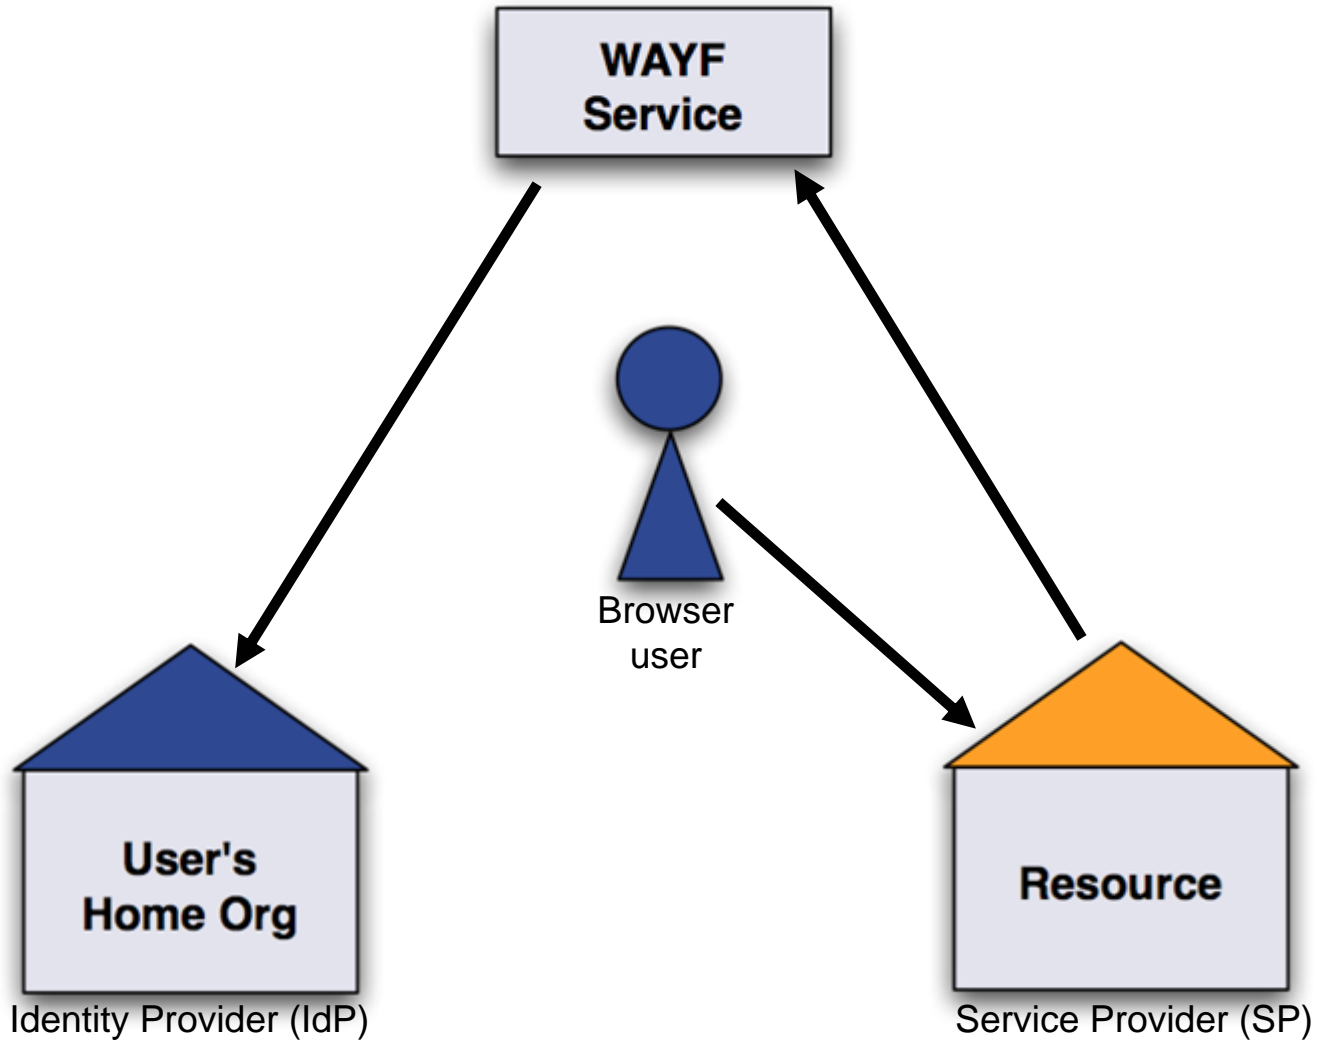 WAYF
Service
Browser
user
User's
Home Org
Identity Provider (IdP)
Resource
Service Provider (SP)